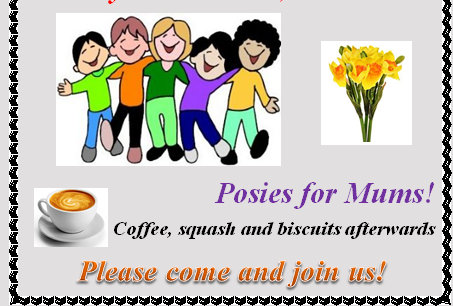 Posies for Mums!
Coffee, squash and biscuits afterwards
Please come and join us!